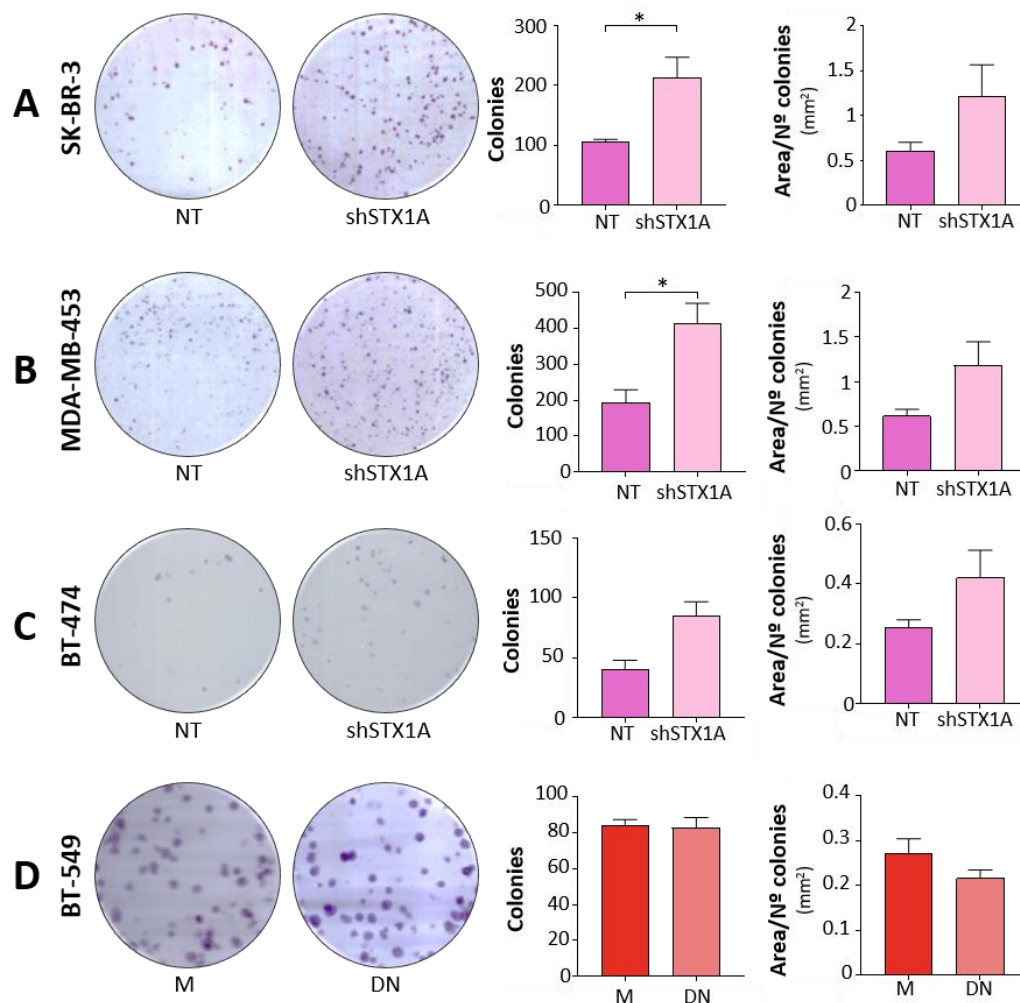 A
SK-BR-3
NT
shSTX1A
Colonies
300
200
100
0
*
NT
shSTX1A
Area/Nº colonies
(mm²)
2
1.5
1
0.5
0
NT
shSTX1A
B
MDA-MB-453
NT
shSTX1A
Colonies
500
400
300
200
100
0
*
NT
shSTX1A
Area/Nº colonies
(mm²)
2
1.5
1
0.5
0
NT
shSTX1A
C
BT-474
NT
shSTX1A
Colonies
150
100
50
0
NT
shSTX1A
Area/Nº colonies
(mm²)
0.6
0.4
0.2
0
NT
shSTX1A
D
BT-549
M
DN
Colonies
100
80
60
40
20
0
M
DN
Area/Nº colonies
(mm²)
0.4
0.3
0.2
0.1
0
M
DN